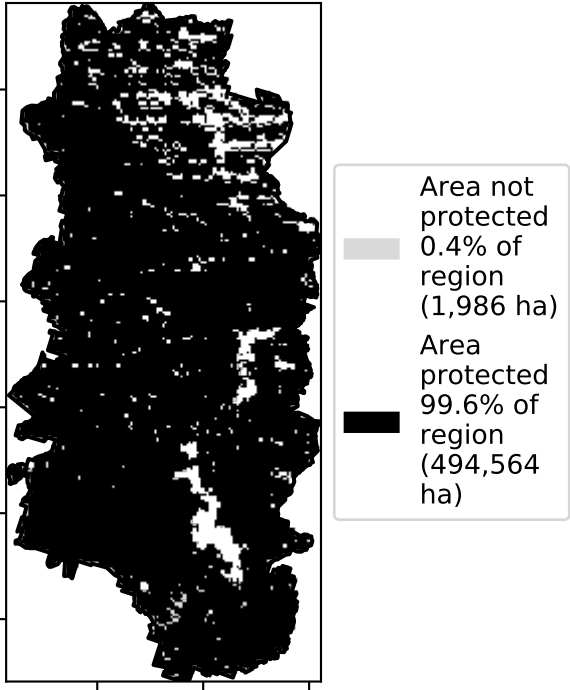 Area not
protected
0.4% of
region
(1,986 ha)
Area
protected
99.6% of
region
(494,564
ha)